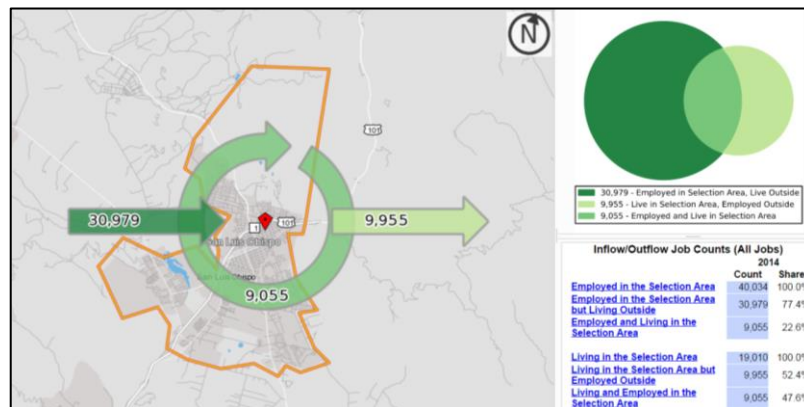 N
101
30,979
9,955
1
101
San Luis Obispo
San Luis Obispo
9,055
30,979 - Employed in Selection Area, Live Outside
9,955 - Live in Selection Area, Employed Outside
9,055 - Employed and Live in Selection Area
Inflow/Outflow Job Counts (All Jobs)
2014
Count Share
Employed in the Selection Area 40,034 100.0%
Employed in the Selection Area
but Living Outside 30,979 77.4%
Employed and Living in the
Selection Area 9,055 22.6%
Living in the Selection Area 19,010 100.0%
Living in the Selection Area but
Employed Outside 9,955 52.4%
Living and Employed in the
Selection Area 9,055 47.6%